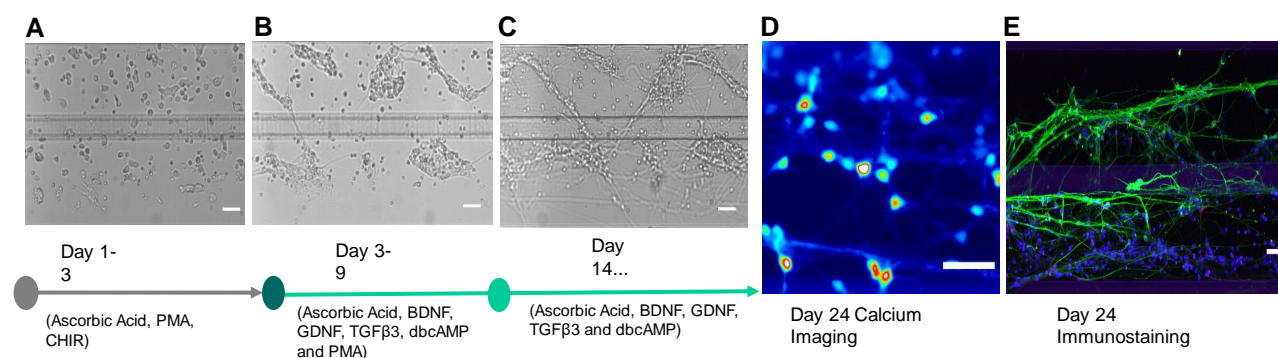 A
B
C
D
E
Day 1-
3
Day 3-
9
Day
14...
(Ascorbic Acid, PMA,
CHIR)
(Ascorbic Acid, BDNF,
GDNF, TGFβ3, dbcAMP
and PMA)
(Ascorbic Acid, BDNF, GDNF,
TGFβ3 and dbcAMP)
Day 24 Calcium
Imaging
Day 24
Immunostaining